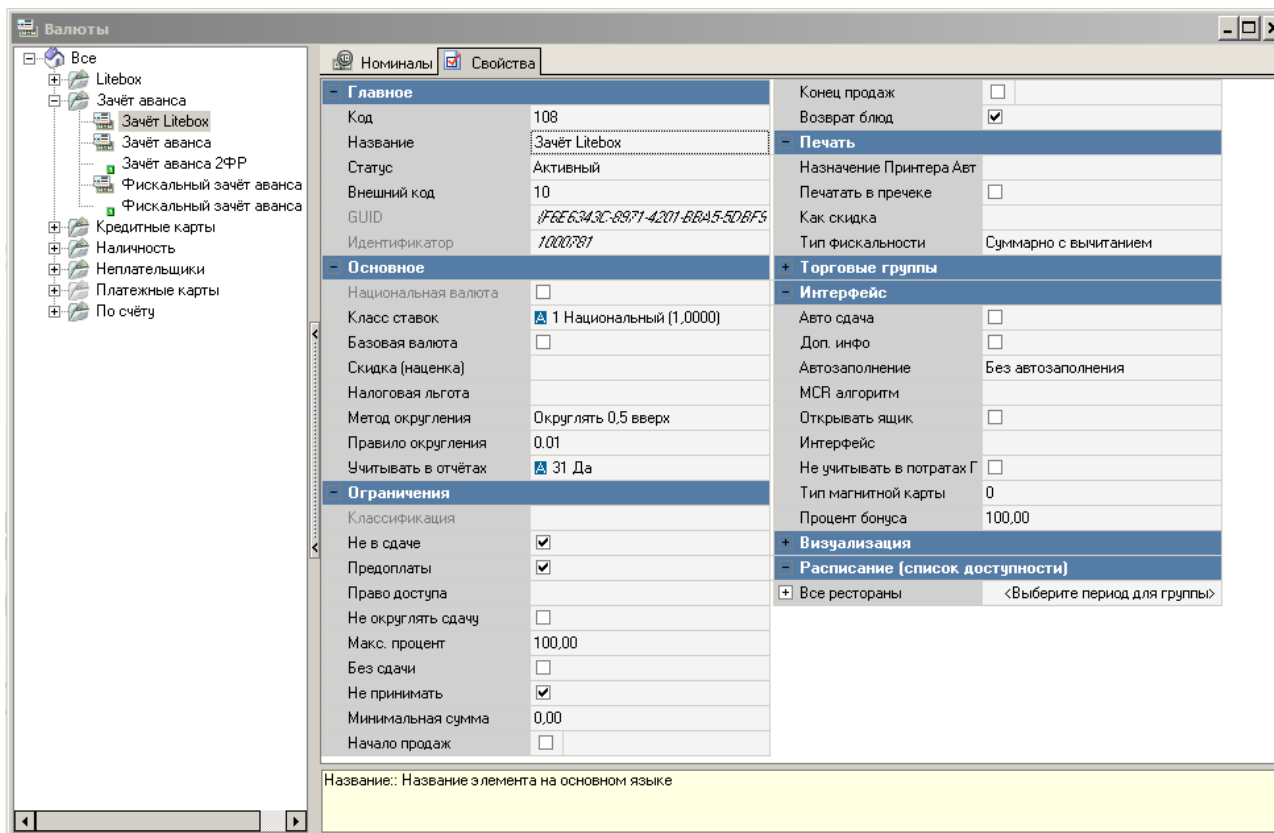 Валюты
Все
Litebox
Зачёт аванса
Зачёт Litebox
Зачёт аванса
Зачёт аванса 2ФР
Фискальный зачёт аванса
Фискальный зачёт аванса
Кредитные карты
Наличность
Неплательщики
Платежные карты
По счёту
Номиналы Свойства
Главное
Код 108
Название Зачёт Litebox
Статус Активный
Внешний код 10
GUID
Идентификатор 1000781
Основное
Национальная валюта
Класс ставок 1 Национальный (1,0000)
Базовая валюта
Скидка (наценка)
Налоговая льгота
Метод округления Округлять 0,5 вверх
Правило округления 0.01
Учитывать в отчётах 31 Да
Ограничения
Классификация
Не в сдаче
Предоплаты
Право доступа
Не округлять сдачу
Макс. процент 100,00
Без сдачи
Не принимать
Минимальная сумма 0,00
Начало продаж
Конец продаж
Возврат блюд
Печать
Назначение Принтера Авт
Печатать в пречеке
Как скидка
Тип фискальности Суммарно с вычитанием
Торговые группы
Интерфейс
Авто сдача
Доп. инфо
Автозаполнение Без автозаполнения
MCR алгоритм
Открывать ящик
Интерфейс
Не учитывать в потратах Г
Тип магнитной карты 0
Процент бонуса 100,00
Визуализация
Расписание (список доступности)
Все рестораны <Выберите период для группы>
Название:: Название элемента на основном языке